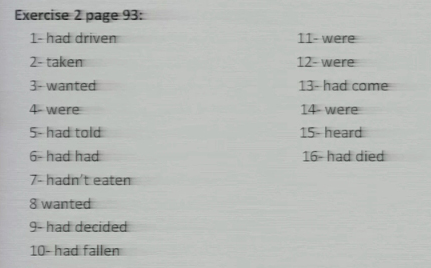 Exercise 2 page 93:
1- had driven
2- taken
3- wanted
4- were
5- had told
6- had had
7- hadn't eaten
8 wanted
9- had decided
10- had fallen
11- were
12- were
13- had come
14- were
15- heard
16- had died